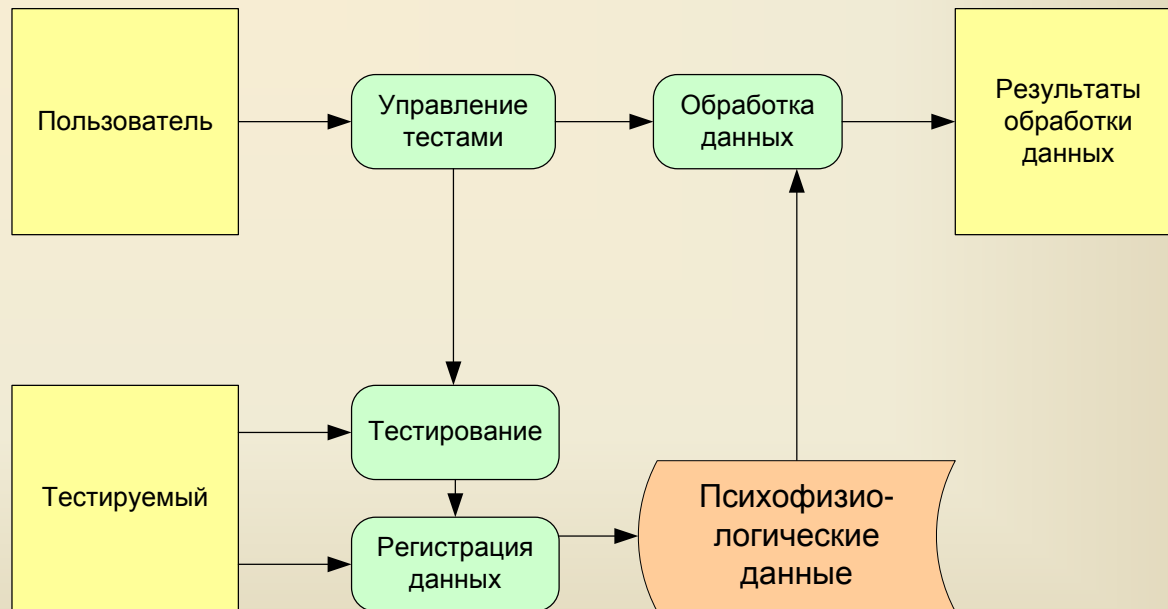 Пользователь
Управление
тестами
Обработка
данных
Результаты
обработки
данных
Тестируемый
Тестирование
Регистрация
данных
Психофизио-
логические
данные